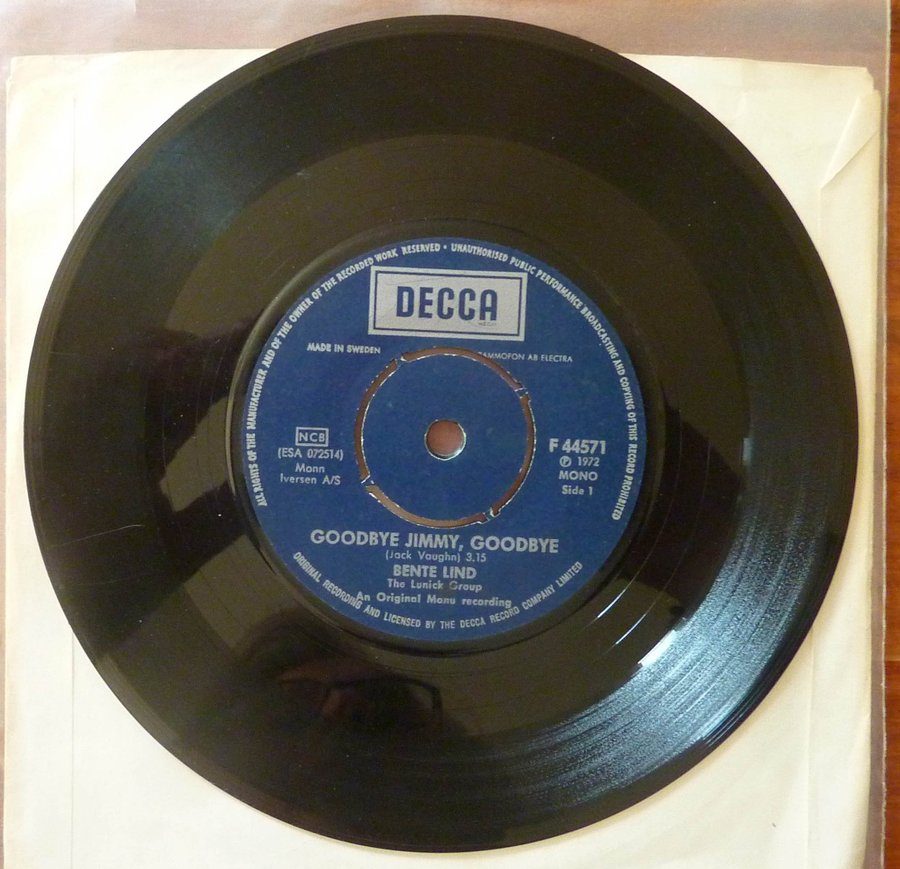 ALL RIGHTS OF THE MANUFACTURER AND OF THE OWNER OF THE RECORDED WORK RESERVED • UNAUTHORISED PUBLIC PERFORMANCE BROADCASTING AND COPYING OF THIS RECORD PROHIBITED
DECCA
MADE IN SWEDEN
AMMOFON AB ELECTRA
NCB
(ESA 072514)
Monn
Iversen A/S
F 44571
Ⓟ 1972
MONO
Side 1
GOODBYE JIMMY, GOODBYE
(Jack Vaughn) 3.15
BENTE LIND
The Lunick Group
An Original Manu recording
ORIGINAL RECORDING AND LICENSED BY THE DECCA RECORD COMPANY LIMITED